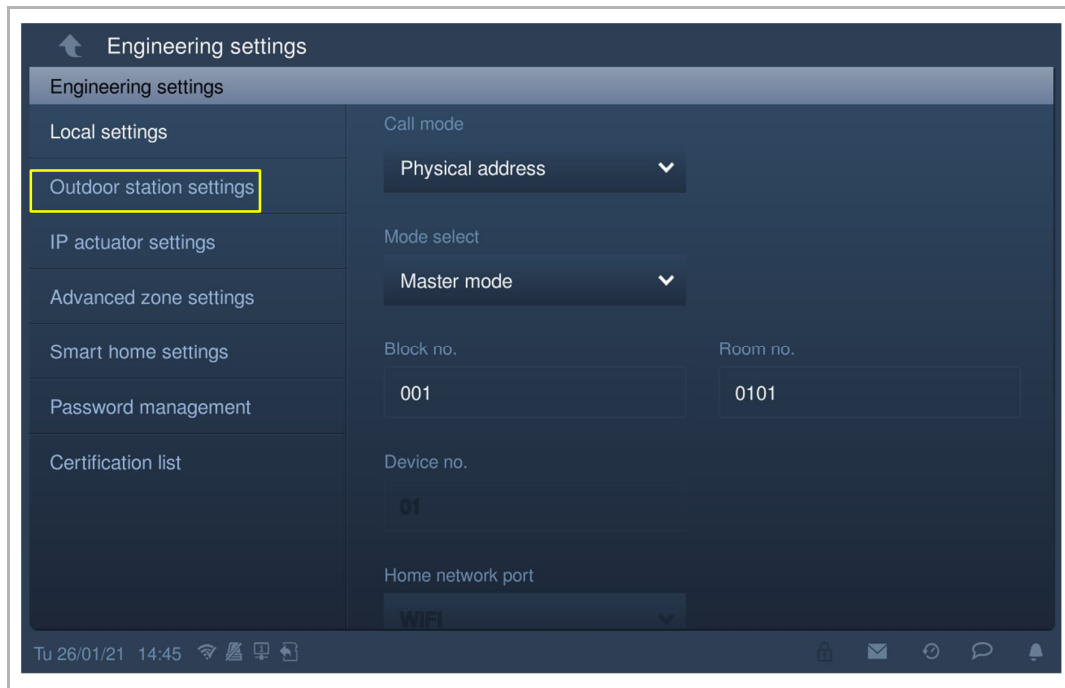 Engineering settings
Engineering settings
Local settings
Outdoor station settings
IP actuator settings
Advanced zone settings
Smart home settings
Password management
Certification list
Call mode
Physical address
Mode select
Master mode
Block no. Room no.
001 0101
Device no.
01
Home network port
WIFI
Tu 26/01/21 14:45